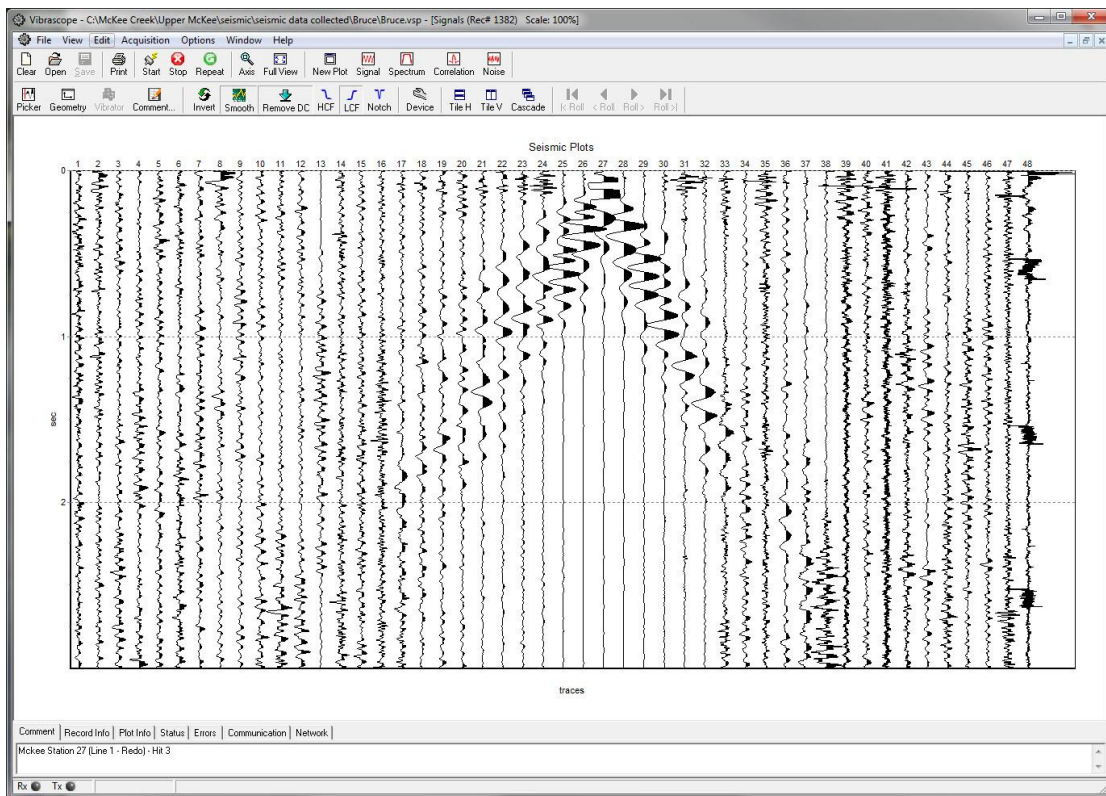 Vibrascope - C:\McKee Creek\Upper McKee\seismic\seismic data collected\Bruce\Bruce.vsp - [Signals (Rec# 1382) Scale: 100%]
File View Edit Acquisition Options Window Help
Clear Open Save Print Start Stop Repeat Axis Full View New Plot Signal Spectrum Correlation Noise
Picker Geometry Vibrator Comment... Invert Smooth Remove DC HCF LCF Notch Device Tile H Tile V Cascade |< Roll < Roll Roll > Roll >|
Seismic Plots
1 2 3 4 5 6 7 8 9 10 11 12 13 14 15 16 17 18 19 20 21 22 23 24 25 26 27 28 29 30 31 32 33 34 35 36 37 38 39 40 41 42 43 44 45 46 47 48
0
1
sec
2
traces
Comment Record Info Plot Info Status Errors Communication Network
Mckee Station 27 (Line 1 - Redo) - Hit 3
Rx Tx